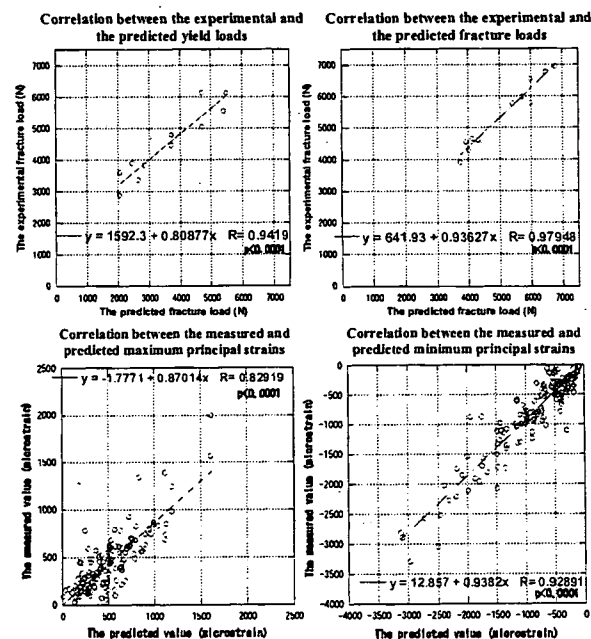 Correlation between the experimental and
the predicted yield loads
The experimental fracture load (N)
7000
6000
5000
4000
3000
2000
1000
0
y = 1592.3 + 0.80877x R= 0.9419
p<0.0001
0 1000 2000 3000 4000 5000 6000 7000
The predicted fracture load (N)
Correlation between the experimental and
the predicted fracture loads
The experimental fracture load (N)
7000
6000
5000
4000
3000
2000
1000
0
y = 641.93 + 0.93627x R= 0.97948
p<0.0001
0 1000 2000 3000 4000 5000 6000 7000
The predicted fracture load (N)
Correlation between the measured and
predicted maximum principal strains
The measured value (microstrain)
2500
2000
1500
1000
500
0
y = -1.7771 + 0.87014x R= 0.82919
p<0.0001
0 500 1000 1500 2000 2500
The predicted value (microstrain)
Correlation between the measured and
predicted minimum principal strains
The measured value (microstrain)
0
-500
-1000
-1500
-2000
-2500
-3000
-3500
-4000
y = 12.857 + 0.9382x R= 0.92891
p<0.0001
-4000 -3500 -3000 -2500 -2000 -1500 -1000 -500 0
The predicted value (microstrain)